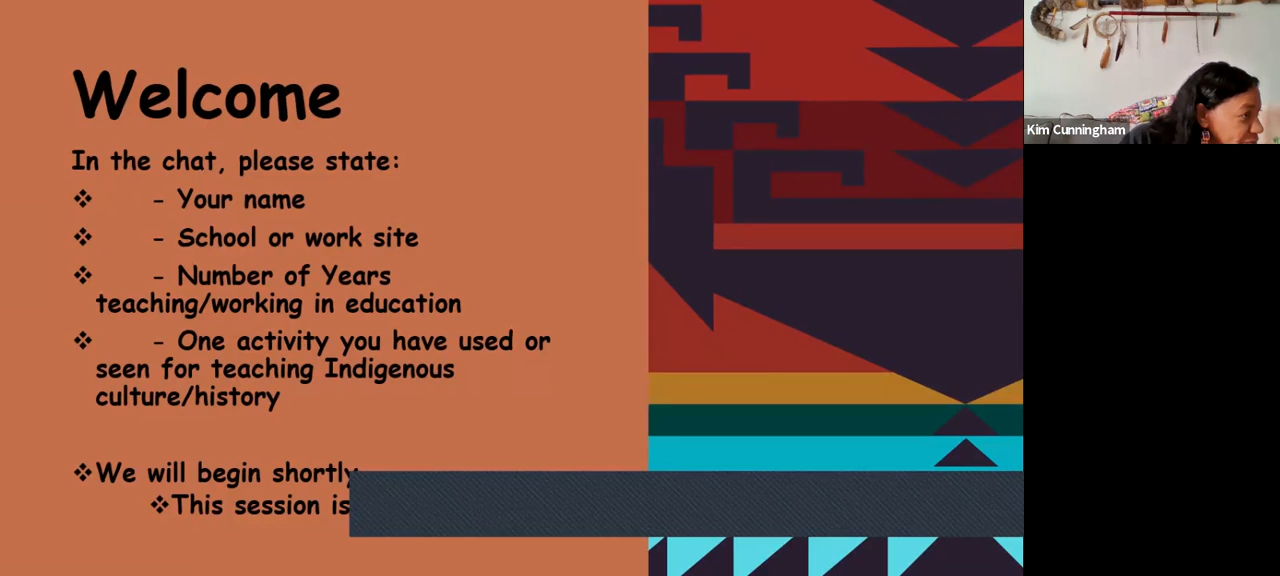 Welcome
In the chat, please state:
❖ - Your name
❖ - School or work site
❖ - Number of Years
teaching/working in education
❖ - One activity you have used or
seen for teaching Indigenous
culture/history
❖We will begin shortly
❖This session is
Kim Cunningham